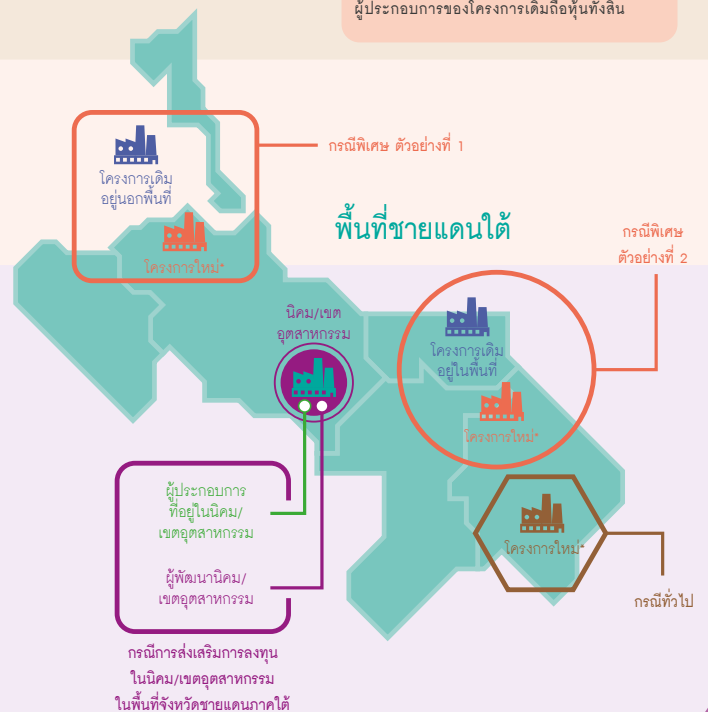 ผู้ประกอบการของโครงการเดิมถือหุ้นทั้งสิ้น
กรณีพิเศษ ตัวอย่างที่ 1
โครงการเดิม
อยู่นอกพื้นที่
โครงการใหม่*
พื้นที่ชายแดนใต้
กรณีพิเศษ
ตัวอย่างที่ 2
นิคม/เขต
อุตสาหกรรม
โครงการเดิม
อยู่ในพื้นที่
โครงการใหม่*
ผู้ประกอบการ
ที่อยู่ในนิคม/
เขตอุตสาหกรรม
ผู้พัฒนานิคม/
เขตอุตสาหกรรม
โครงการใหม่*
กรณีทั่วไป
กรณีการส่งเสริมการลงทุน
ในนิคม/เขตอุตสาหกรรม
ในพื้นที่จังหวัดชายแดนภาคใต้